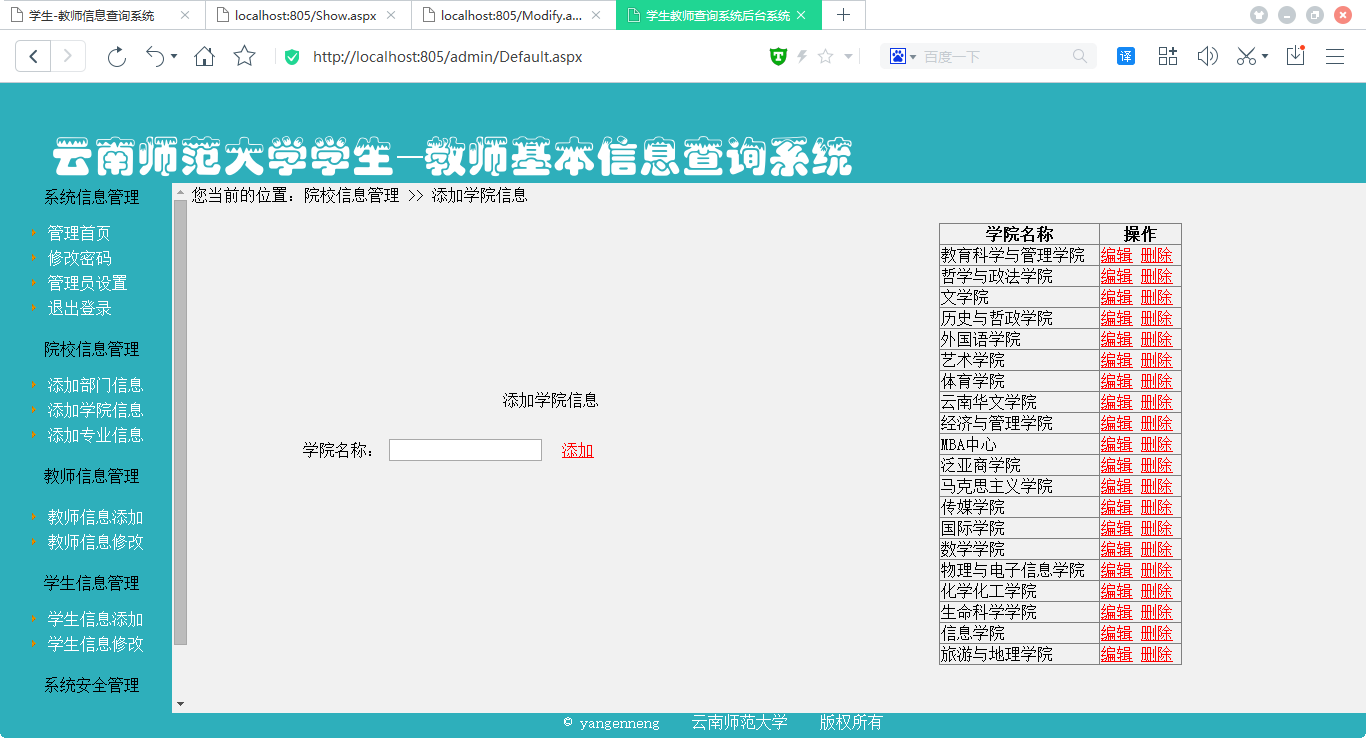 学生-教师信息查询系统
localhost:805/Show.aspx
localhost:805/Modify.a...
学生教师查询系统后台系统
http://localhost:805/admin/Default.aspx
百度一下
译
云南师范大学学生—教师基本信息查询系统
系统信息管理
管理首页
修改密码
管理员设置
退出登录
院校信息管理
添加部门信息
添加学院信息
添加专业信息
教师信息管理
教师信息添加
教师信息修改
学生信息管理
学生信息添加
学生信息修改
系统安全管理
您当前的位置：院校信息管理 >> 添加学院信息
添加学院信息
学院名称： 添加
学院名称 操作
教育科学与管理学院 编辑 删除
哲学与政法学院 编辑 删除
文学院 编辑 删除
历史与哲政学院 编辑 删除
外国语学院 编辑 删除
艺术学院 编辑 删除
体育学院 编辑 删除
云南华文学院 编辑 删除
经济与管理学院 编辑 删除
MBA中心 编辑 删除
泛亚商学院 编辑 删除
马克思主义学院 编辑 删除
传媒学院 编辑 删除
国际学院 编辑 删除
数学学院 编辑 删除
物理与电子信息学院 编辑 删除
化学化工学院 编辑 删除
生命科学学院 编辑 删除
信息学院 编辑 删除
旅游与地理学院 编辑 删除
© yangenneng 云南师范大学 版权所有